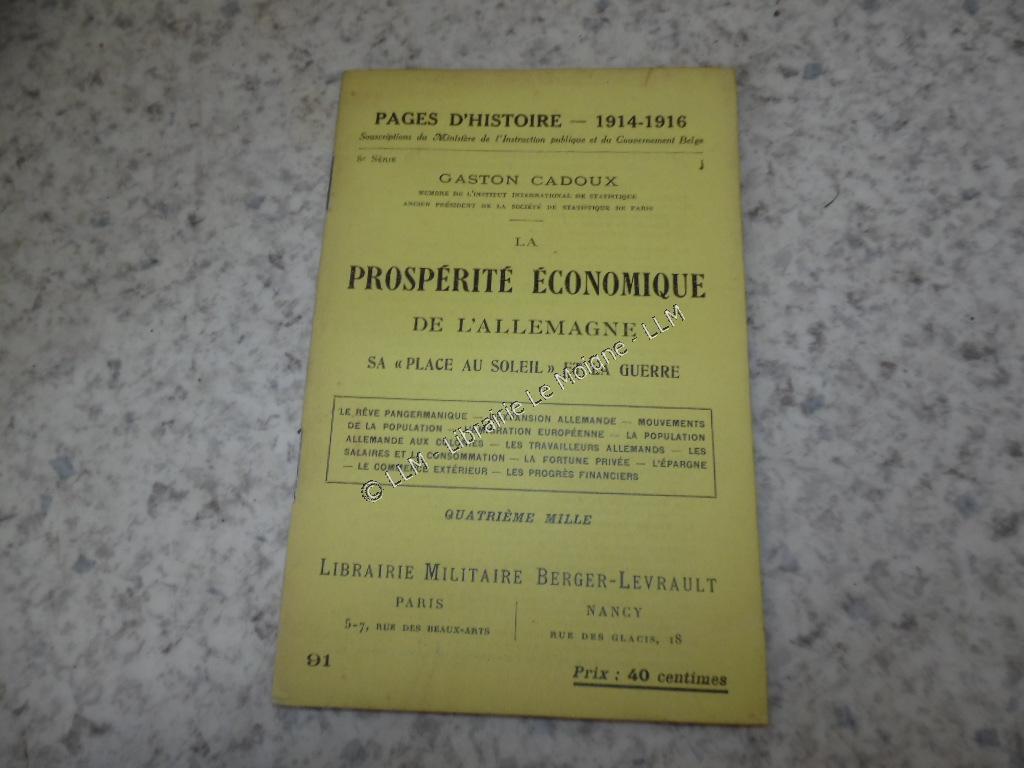 PAGES D'HISTOIRE — 1914-1916
Souscriptions du Ministère de l'Instruction publique et du Gouvernement Belge
8e Série
GASTON CADOUX
MEMBRE DE L'INSTITUT INTERNATIONAL DE STATISTIQUE
ANCIEN PRÉSIDENT DE LA SOCIÉTÉ DE STATISTIQUE DE PARIS
LA
PROSPÉRITÉ ÉCONOMIQUE
DE L'ALLEMAGNE
SA « PLACE AU SOLEIL » ET LA GUERRE
LE RÊVE PANGERMANIQUE — L'EXPANSION ALLEMANDE — MOUVEMENTS
DE LA POPULATION — L'ÉMIGRATION EUROPÉENNE — LA POPULATION
ALLEMANDE AUX COLONIES — LES TRAVAILLEURS ALLEMANDS — LES
SALAIRES ET LA CONSOMMATION — LA FORTUNE PRIVÉE — L'ÉPARGNE
— LE COMMERCE EXTÉRIEUR — LES PROGRÈS FINANCIERS
© LLM - Librairie Le Moigne - LLM
QUATRIÈME MILLE
LIBRAIRIE MILITAIRE BERGER-LEVRAULT
PARIS
5-7, RUE DES BEAUX-ARTS
NANCY
RUE DES GLACIS, 18
91
Prix : 40 centimes